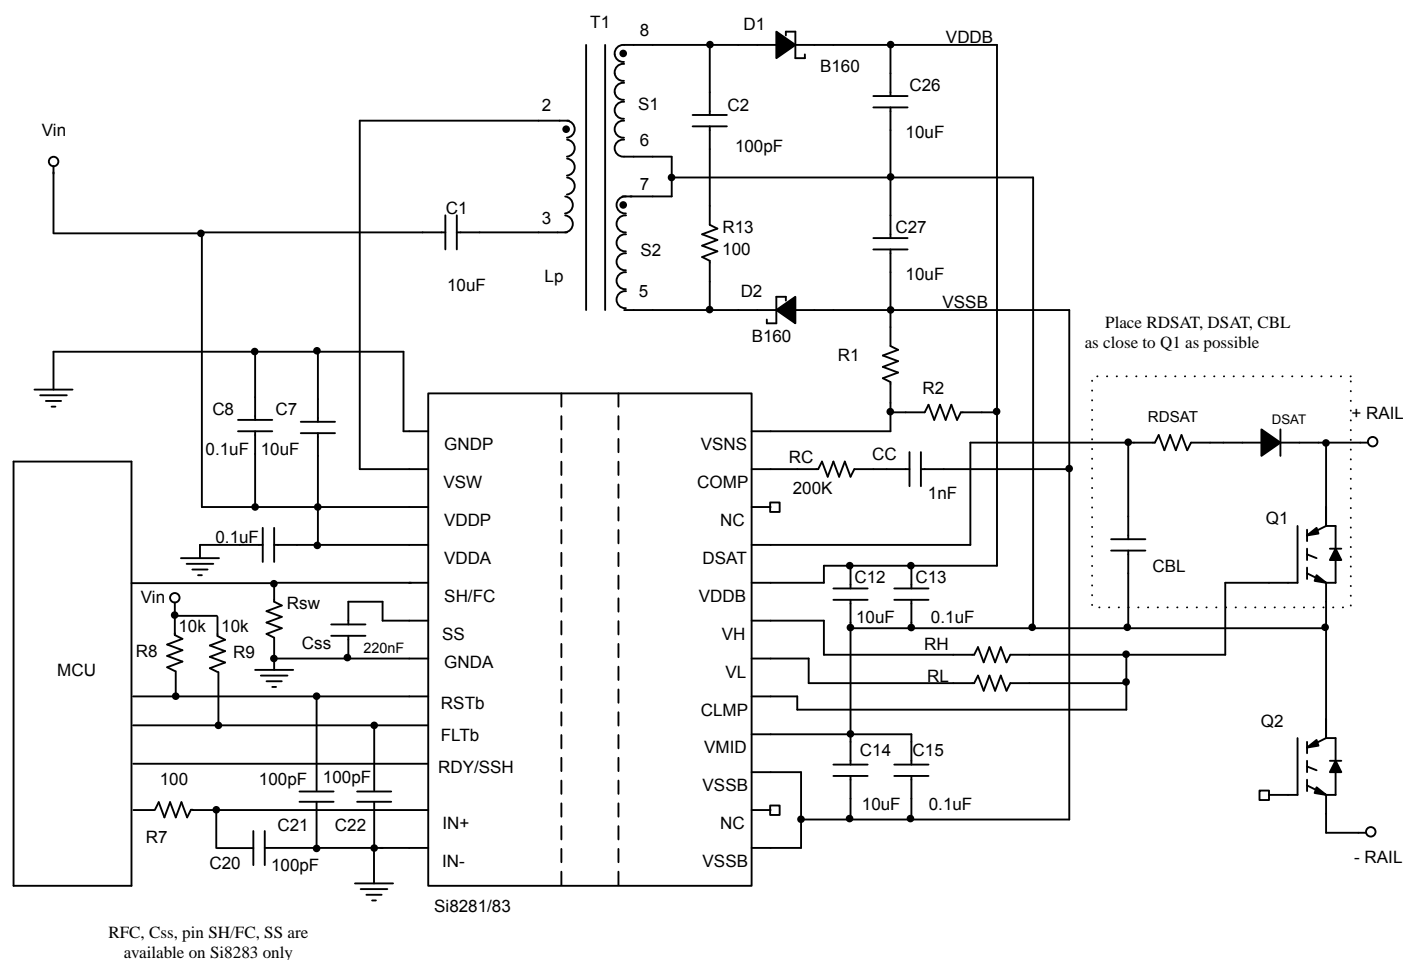 T1
8
D1
VDDB
B160
C26
2
S1
C2
Vin
10uF
6
100pF
7
C1
3
R13
C27
100
S2
Lp
10uF
10uF
5
D2
VSSB
B160
Place RDSAT, DSAT, CBL
as close to Q1 as possible
R1
R2
C8
C7
RDSAT
DSAT
+ RAIL
0.1uF
10uF
GNDP
VSNS
RC
CC
VSW
COMP
200K
1nF
Q1
VDDP
NC
0.1uF
VDDA
DSAT
CBL
C12
C13
Vin
Rsw
SH/FC
VDDB
10uF
0.1uF
10k
10k
SS
VH
Css
220nF
R8
R9
RH
MCU
GNDA
VL
RL
RSTb
CLMP
Q2
FLTb
VMID
C14
C15
RDY/SSH
100
100pF
100pF
VSSB
10uF
0.1uF
IN+
NC
C21
C22
R7
C20
100pF
IN-
VSSB
- RAIL
Si8281/83
RFC, Css, pin SH/FC, SS are
available on Si8283 only